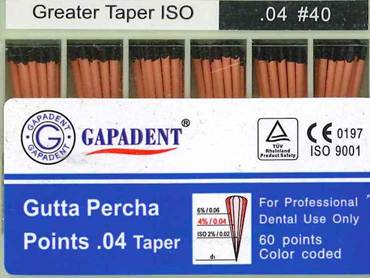 Greater Taper ISO
.04 #40
GAPADENT
GAPADENT
GAPADENT®
TÜV
Rheinland
Product Safety
CE 0197
ISO 9001
Gutta Percha
Points .04 Taper
6% / 0.06
4% / 0.04
ISO 2% / 0.02
d1
For Professional
Dental Use Only
60 points
Color coded